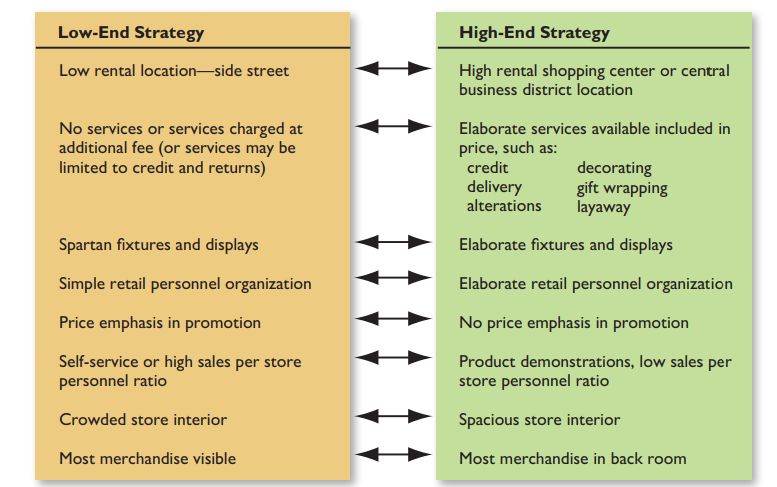 Low-End Strategy
High-End Strategy
Low rental location—side street
High rental shopping center or central
business district location
No services or services charged at
additional fee (or services may be
limited to credit and returns)
Elaborate services available included in
price, such as:
credit decorating
delivery gift wrapping
alterations layaway
Spartan fixtures and displays
Elaborate fixtures and displays
Simple retail personnel organization
Elaborate retail personnel organization
Price emphasis in promotion
No price emphasis in promotion
Self-service or high sales per store
personnel ratio
Product demonstrations, low sales per
store personnel ratio
Crowded store interior
Spacious store interior
Most merchandise visible
Most merchandise in back room